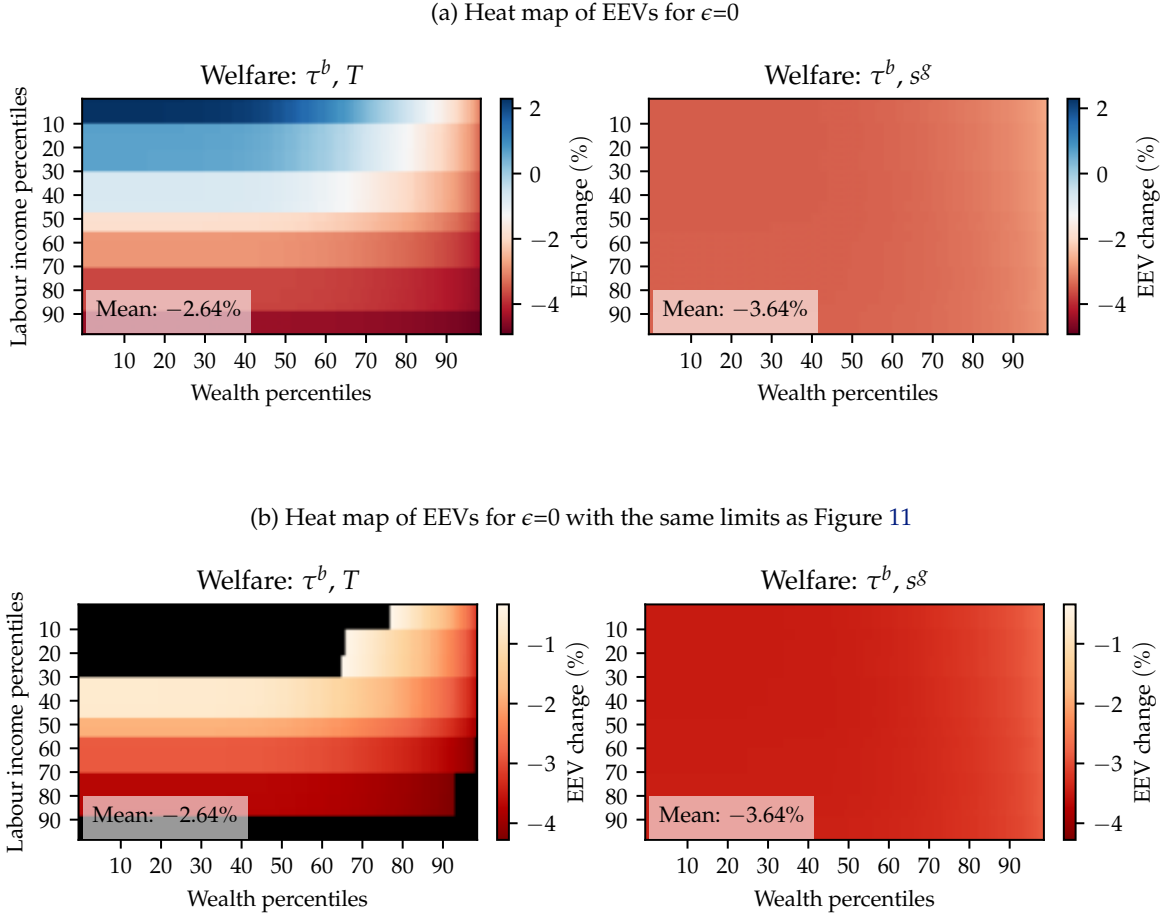 (a) Heat map of EEVs for ϵ=0
Welfare: τ^b, T
Welfare: τ^b, s^g
Labour income percentiles
10
20
30
40
50
60
70
80
90
Mean: −2.64%
10 20 30 40 50 60 70 80 90
Wealth percentiles
2
0
−2
−4
EEV change (%)
10
20
30
40
50
60
70
80
90
Mean: −3.64%
10 20 30 40 50 60 70 80 90
Wealth percentiles
2
0
−2
−4
EEV change (%)
(b) Heat map of EEVs for ϵ=0 with the same limits as Figure 11
Welfare: τ^b, T
Welfare: τ^b, s^g
Labour income percentiles
10
20
30
40
50
60
70
80
90
Mean: −2.64%
10 20 30 40 50 60 70 80 90
Wealth percentiles
−1
−2
−3
−4
EEV change (%)
10
20
30
40
50
60
70
80
90
Mean: −3.64%
10 20 30 40 50 60 70 80 90
Wealth percentiles
−1
−2
−3
−4
EEV change (%)